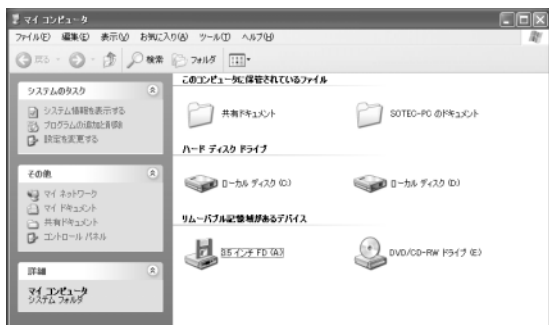 マイ コンピュータ
ファイル(F) 編集(E) 表示(V) お気に入り(A) ツール(T) ヘルプ(H)
戻る 検索 フォルダ
システムのタスク
システム情報を表示する
プログラムの追加と削除
設定を変更する
その他
マイ ネットワーク
マイ ドキュメント
共有ドキュメント
コントロール パネル
詳細
マイ コンピュータ
システム フォルダ
このコンピュータに保管されているファイル
共有ドキュメント SOTEC-PC のドキュメント
ハード ディスク ドライブ
ローカル ディスク (C:) ローカル ディスク (D:)
リムーバブル記憶域があるデバイス
3.5 インチ FD (A:) DVD/CD-RW ドライブ (E:)